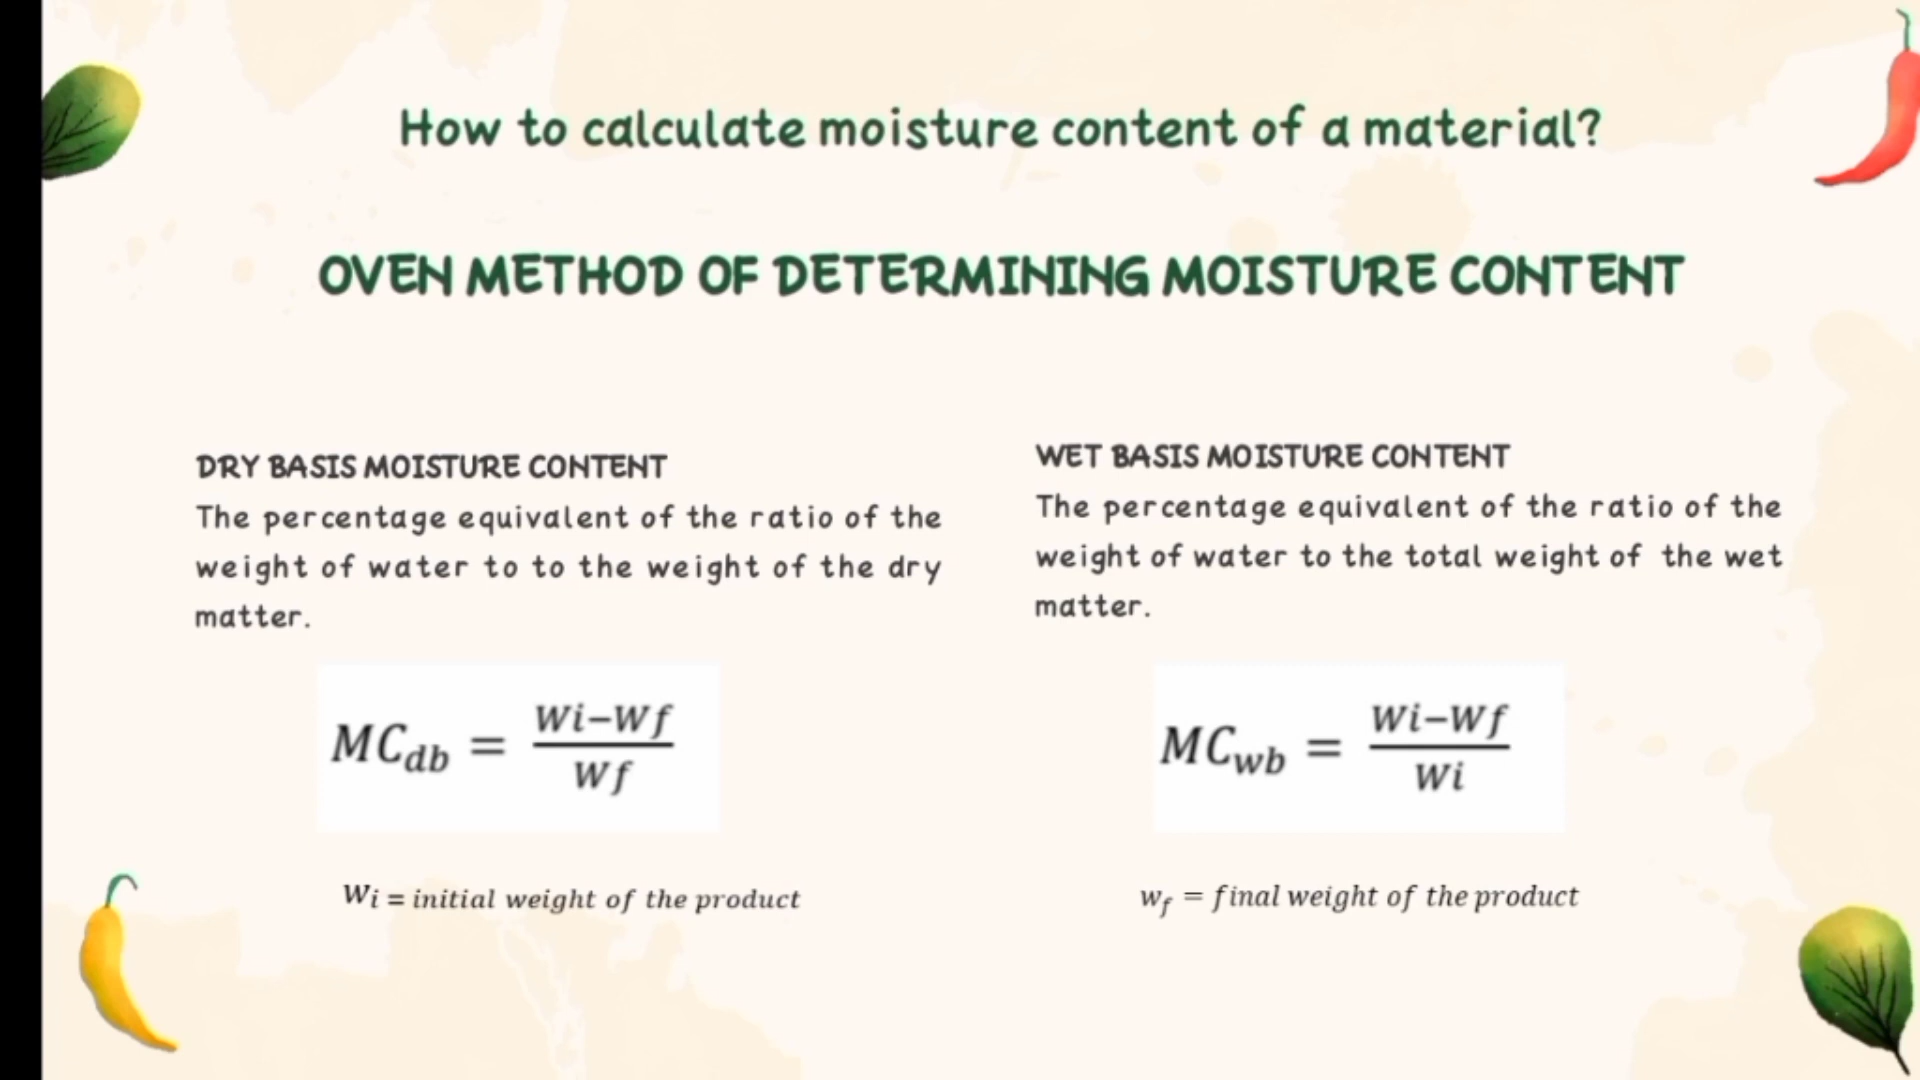 How to calculate moisture content of a material?
OVEN METHOD OF DETERMINING MOISTURE CONTENT
DRY BASIS MOISTURE CONTENT
The percentage equivalent of the ratio of the
weight of water to to the weight of the dry
matter.
MC_db = (Wi−Wf)/Wf
Wi = initial weight of the product
WET BASIS MOISTURE CONTENT
The percentage equivalent of the ratio of the
weight of water to the total weight of the wet
matter.
MC_wb = (Wi−Wf)/Wi
w_f = final weight of the product